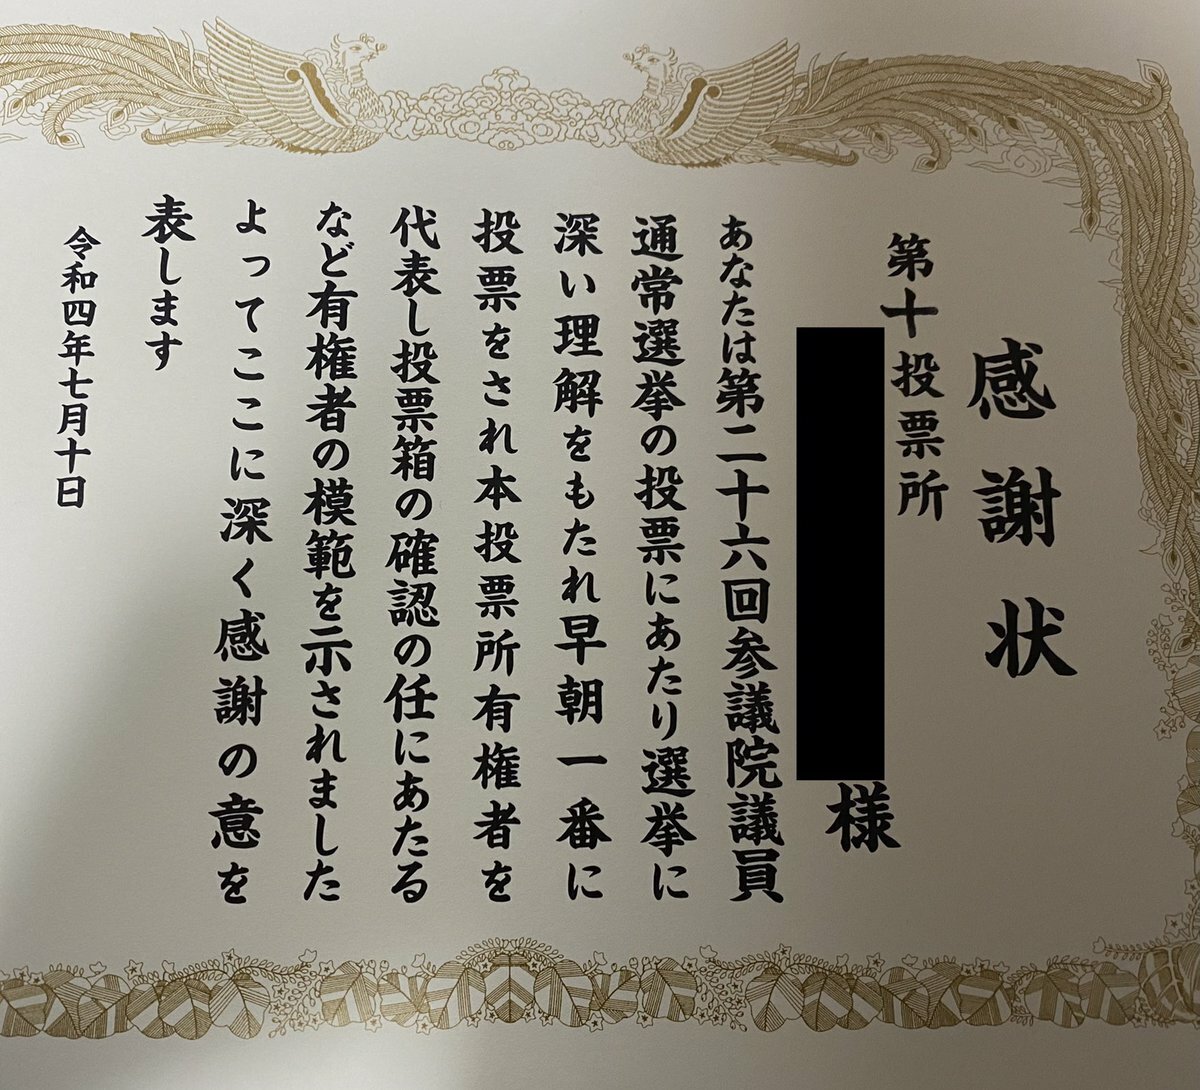 感謝状
第十投票所
様
あなたは第二十六回参議院議員
通常選挙の投票にあたり選挙に
深い理解をもたれ早朝一番に
投票をされ本投票所有権者を
代表し投票箱の確認の任にあたる
など有権者の模範を示されました
よってここに深く感謝の意を
表します
令和四年七月十日